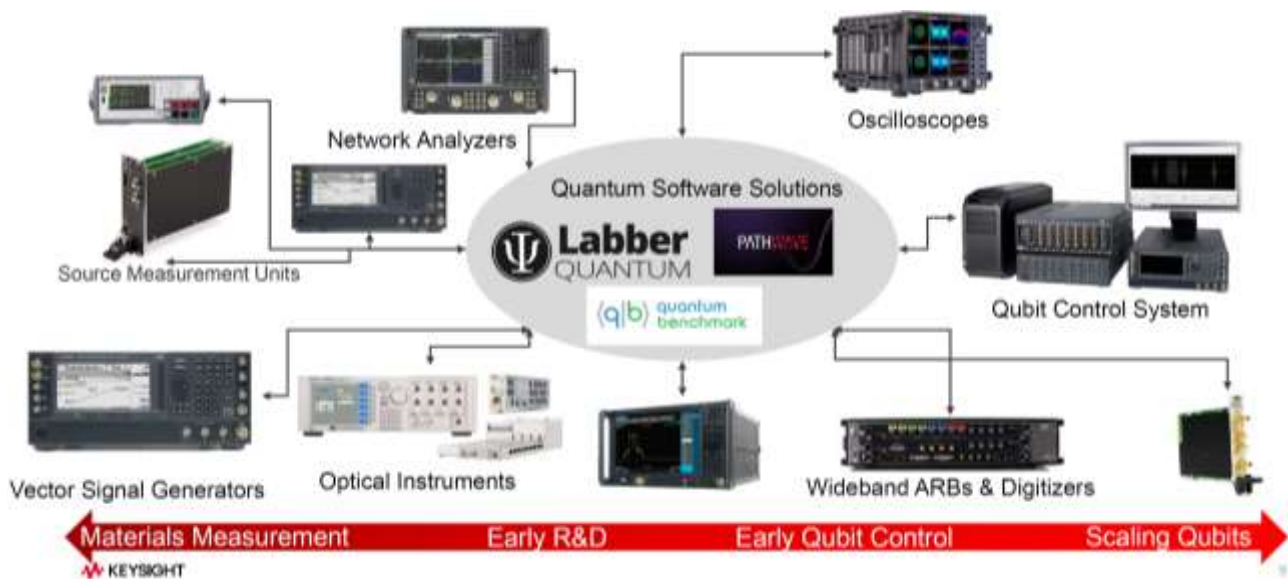 Network Analyzers
Oscilloscopes
Source Measurement Units
Quantum Software Solutions
Labber
QUANTUM
PATHWAVE
⟨q|b⟩ quantum
benchmark
Qubit Control System
Vector Signal Generators
Optical Instruments
Wideband ARBs & Digitizers
Materials Measurement
Early R&D
Early Qubit Control
Scaling Qubits
KEYSIGHT